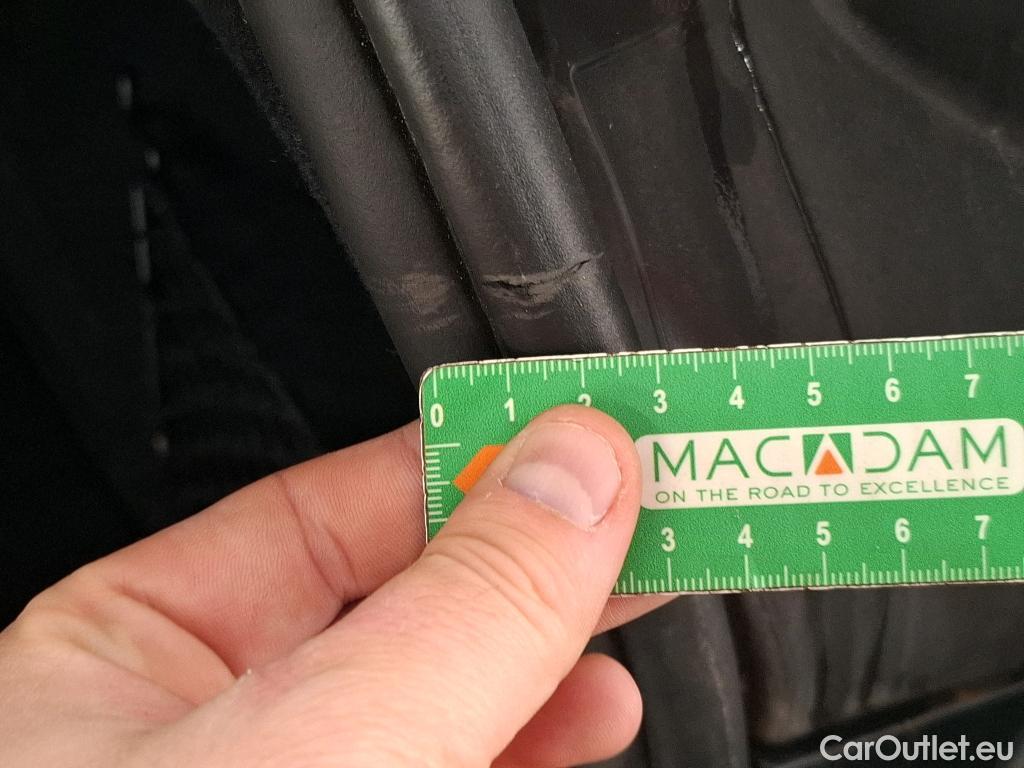 0 1 2 3 4 5 6 7
MACADAM
ON THE ROAD TO EXCELLENCE
3 4 5 6 7
CarOutlet.eu